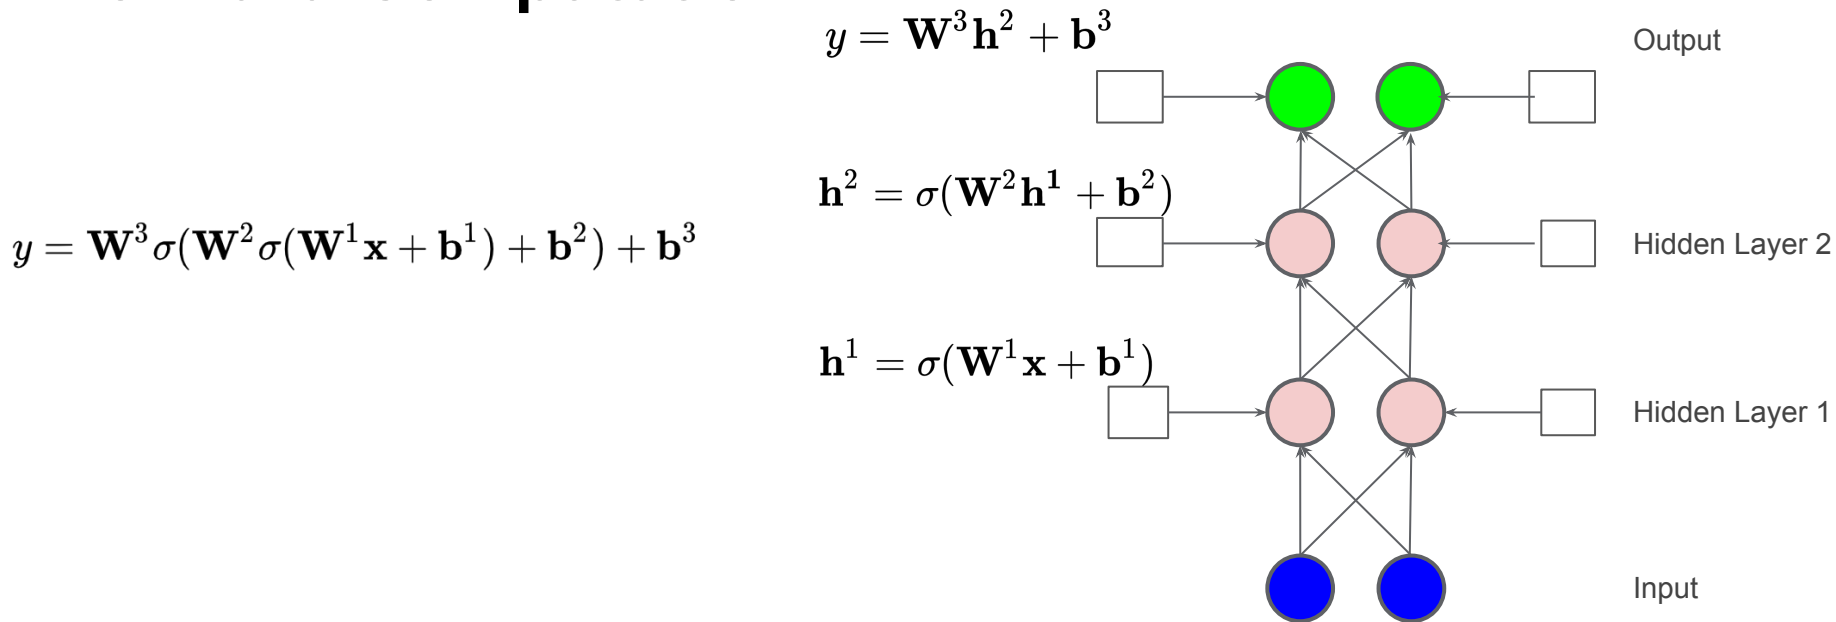 y = W³h² + b³
Output
h² = σ(W²h¹ + b²)
y = W³σ(W²σ(W¹x + b¹) + b²) + b³
Hidden Layer 2
h¹ = σ(W¹x + b¹)
Hidden Layer 1
Input